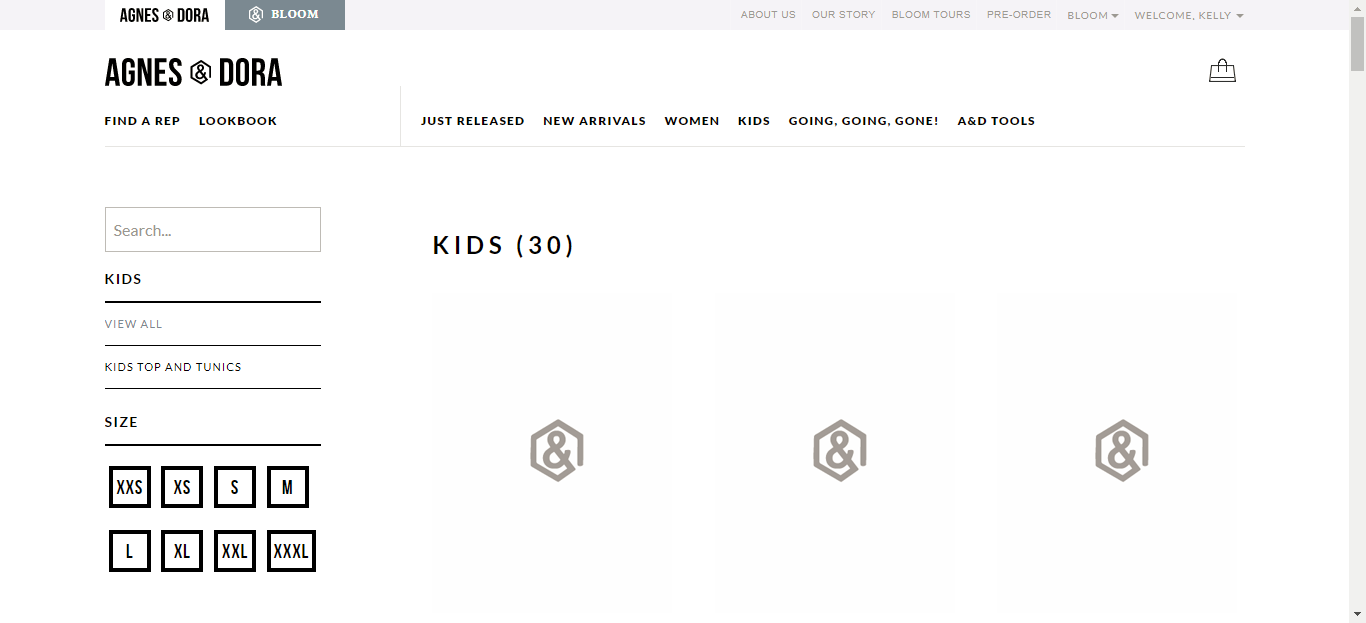 AGNES & DORA
& BLOOM
ABOUT US OUR STORY BLOOM TOURS PRE-ORDER BLOOM WELCOME, KELLY
AGNES & DORA
FIND A REP LOOKBOOK
JUST RELEASED NEW ARRIVALS WOMEN KIDS GOING, GOING, GONE! A&D TOOLS
Search...
KIDS (30)
KIDS
VIEW ALL
KIDS TOP AND TUNICS
SIZE
XXS XS S M
L XL XXL XXXL
& & &